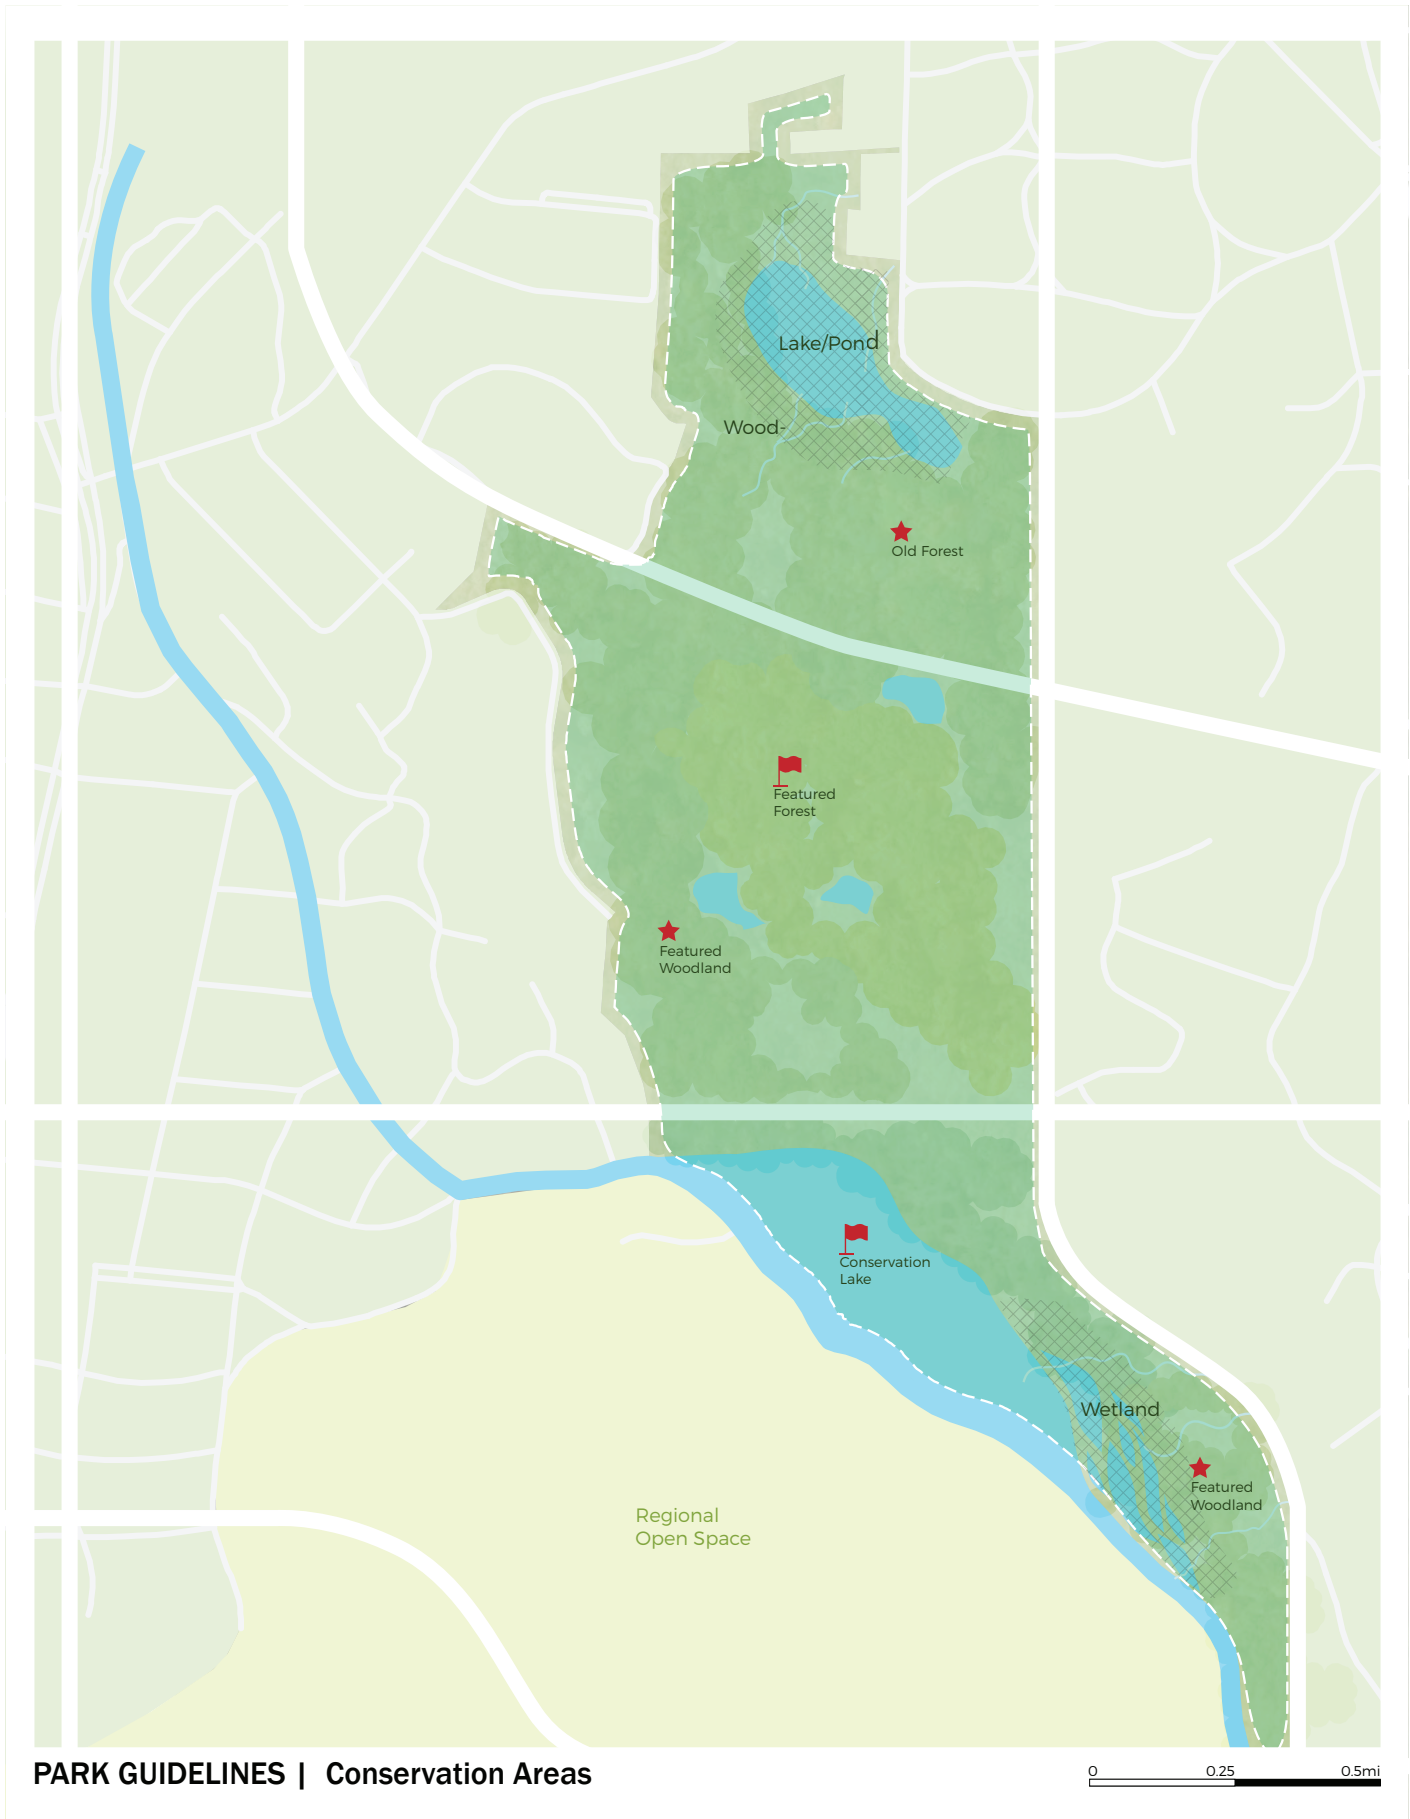 Lake/Pond
Wood-
Old Forest
Featured
Forest
Featured
Woodland
Conservation
Lake
Wetland
Featured
Woodland
Regional
Open Space
PARK GUIDELINES | Conservation Areas
0 0.25 0.5mi